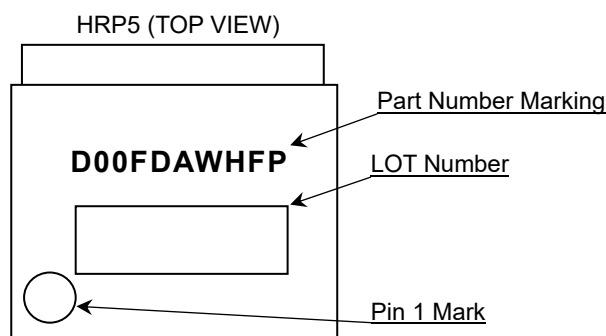 HRP5 (TOP VIEW)
Part Number Marking
D00FDAWHFP
LOT Number
Pin 1 Mark